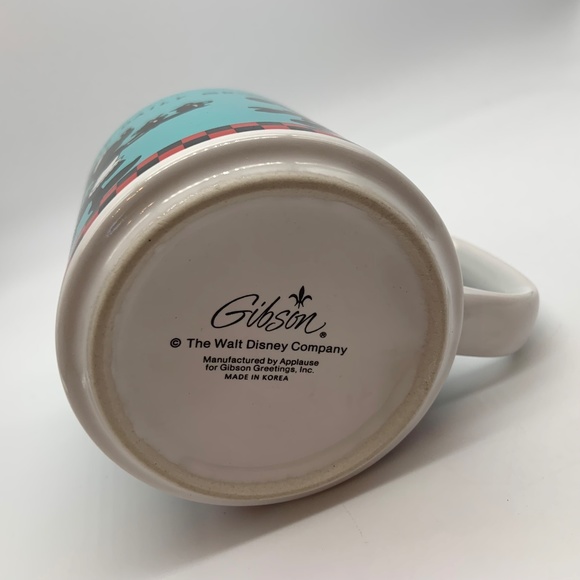 Gibson®
© The Walt Disney Company
Manufactured by Applause
for Gibson Greetings, Inc.
MADE IN KOREA